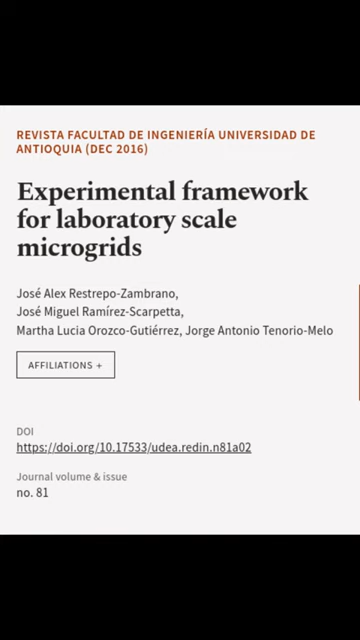 REVISTA FACULTAD DE INGENIERÍA UNIVERSIDAD DE
ANTIOQUIA (DEC 2016)
Experimental framework
for laboratory scale
microgrids
José Alex Restrepo-Zambrano,
José Miguel Ramírez-Scarpetta,
Martha Lucia Orozco-Gutiérrez, Jorge Antonio Tenorio-Melo
AFFILIATIONS +
DOI
https://doi.org/10.17533/udea.redin.n81a02
Journal volume & issue
no. 81